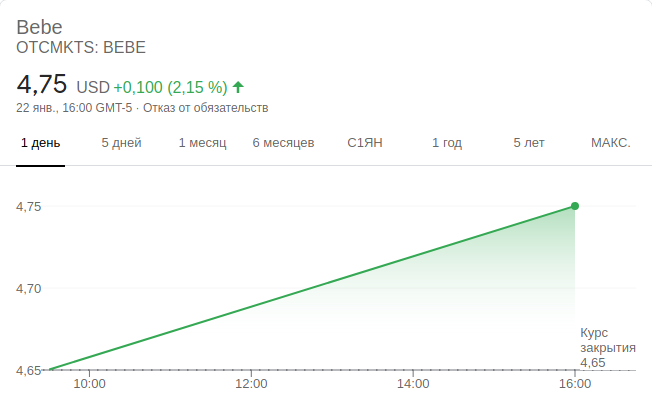 Bebe
OTCMKTS: BEBE
4,75 USD +0,100 (2,15 %)
22 янв., 16:00 GMT-5 · Отказ от обязательств
1 день 5 дней 1 месяц 6 месяцев С1ЯН 1 год 5 лет МАКС.
4,75
4,70
Курс
закрытия
4,65
4,65
10:00 12:00 14:00 16:00